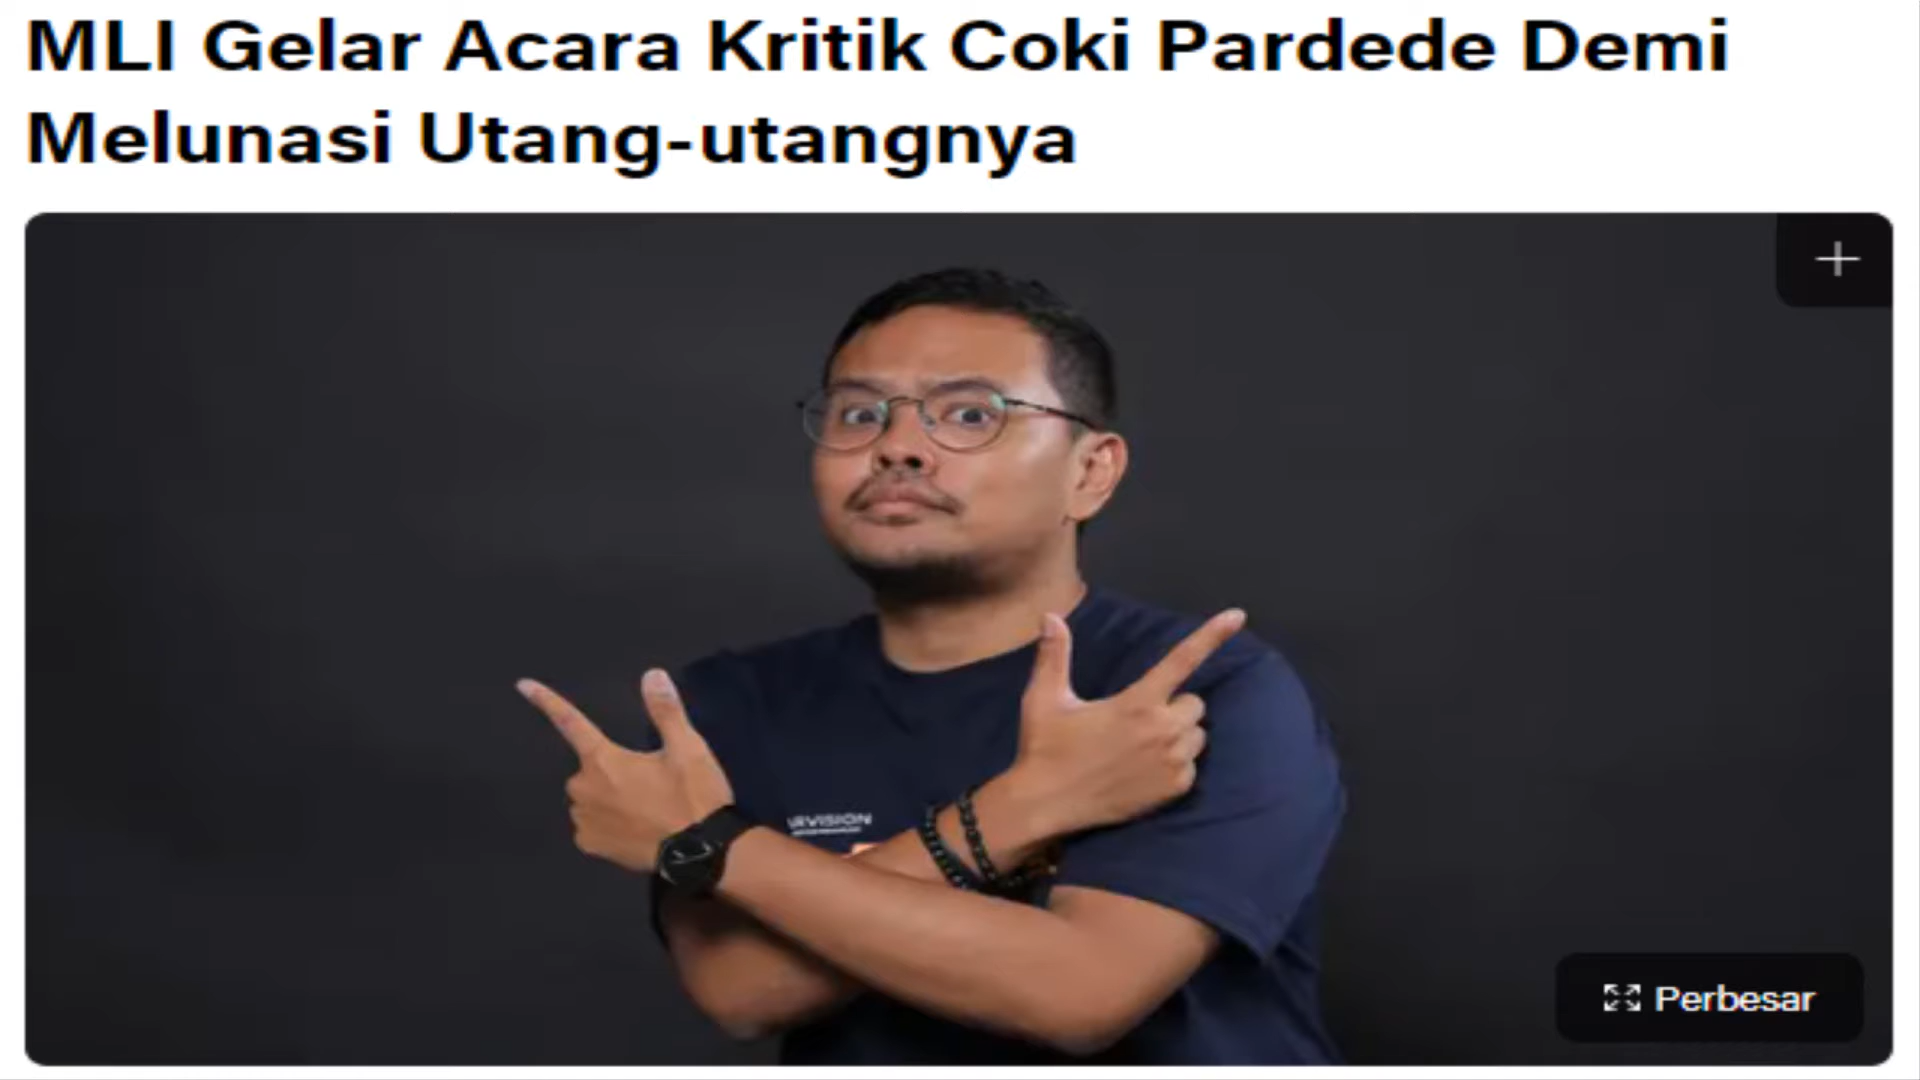 MLI Gelar Acara Kritik Coki Pardede Demi
Melunasi Utang-utangnya
Perbesar